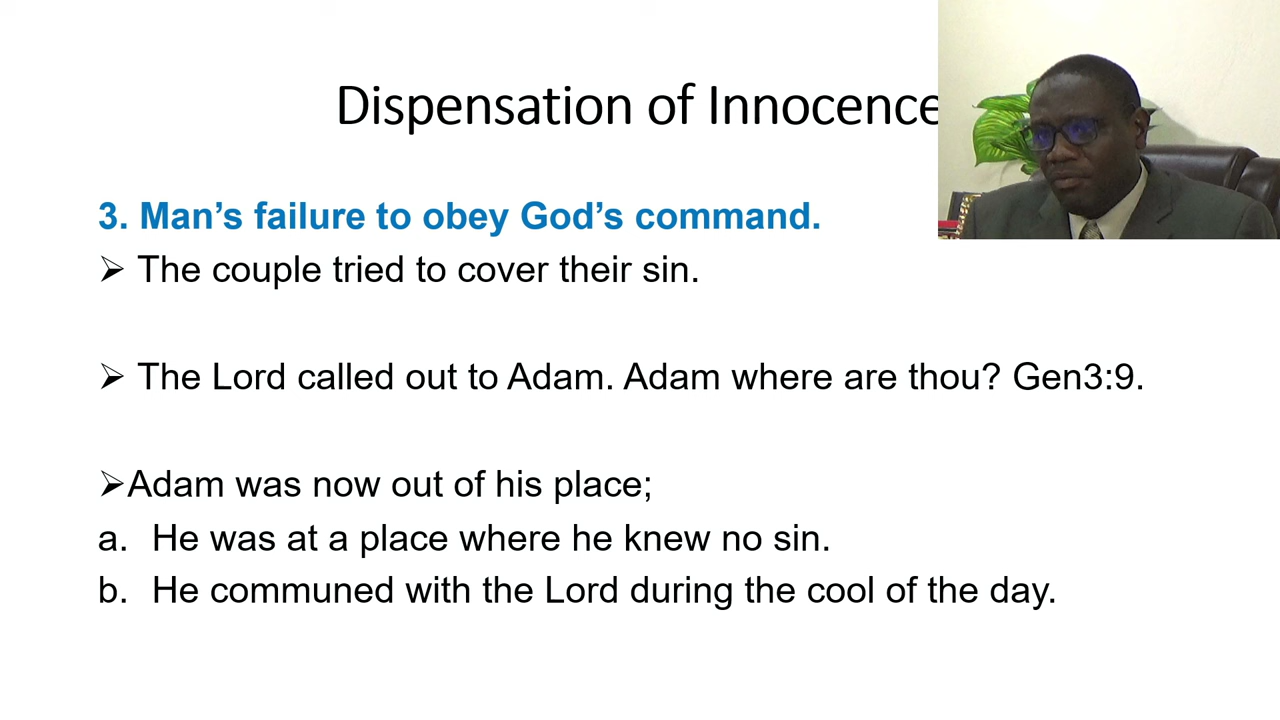 Dispensation of Innocence
3. Man’s failure to obey God’s command.
➢ The couple tried to cover their sin.
➢ The Lord called out to Adam. Adam where are thou? Gen3:9.
➢Adam was now out of his place;
a. He was at a place where he knew no sin.
b. He communed with the Lord during the cool of the day.